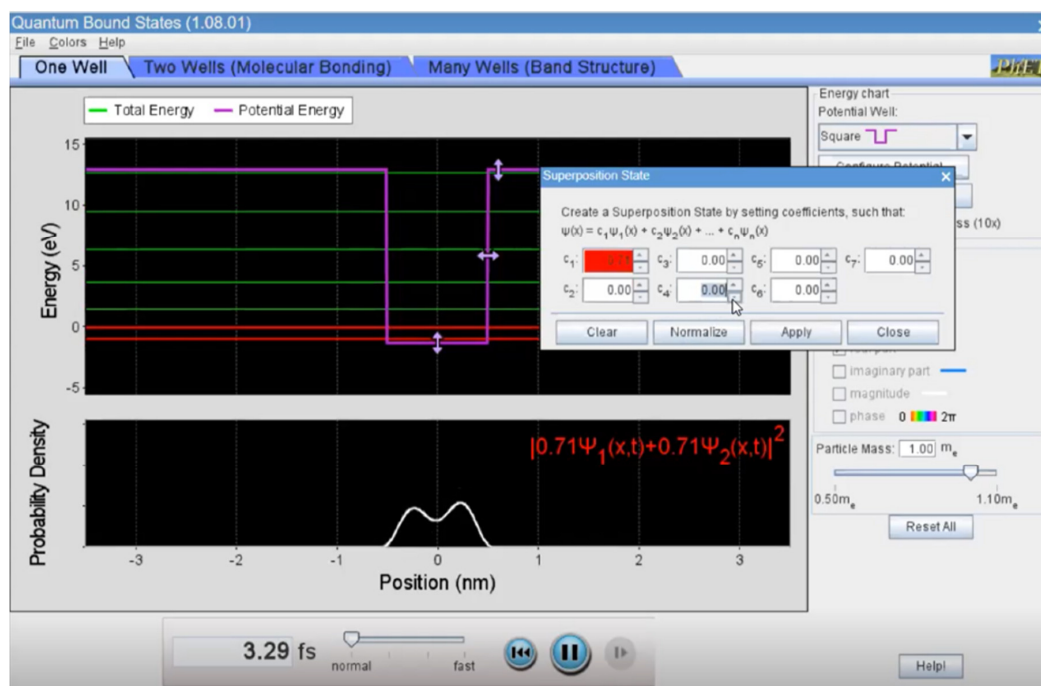 Quantum Bound States (1.08.01)
File Colors Help
One Well Two Wells (Molecular Bonding) Many Wells (Band Structure)
Total Energy Potential Energy
15
10
5
0
-5
Energy (eV)
Energy chart
Potential Well:
Square
Configure Potential...
ss (10x)
Superposition State
Create a Superposition State by setting coefficients, such that:
ψ(x) = c₁ψ₁(x) + c₂ψ₂(x) + ... + cₙψₙ(x)
c₁: c₃: 0.00 c₅: 0.00 c₇: 0.00
c₂: 0.00 c₄: 0.00 c₆: 0.00
Clear Normalize Apply Close
imaginary part
magnitude
phase 0 2π
Probability Density
|0.71Ψ₁(x,t)+0.71Ψ₂(x,t)|²
-3 -2 -1 0 1 2 3
Position (nm)
Particle Mass: 1.00 mₑ
0.50mₑ 1.10mₑ
Reset All
3.29 fs
normal fast
Help!